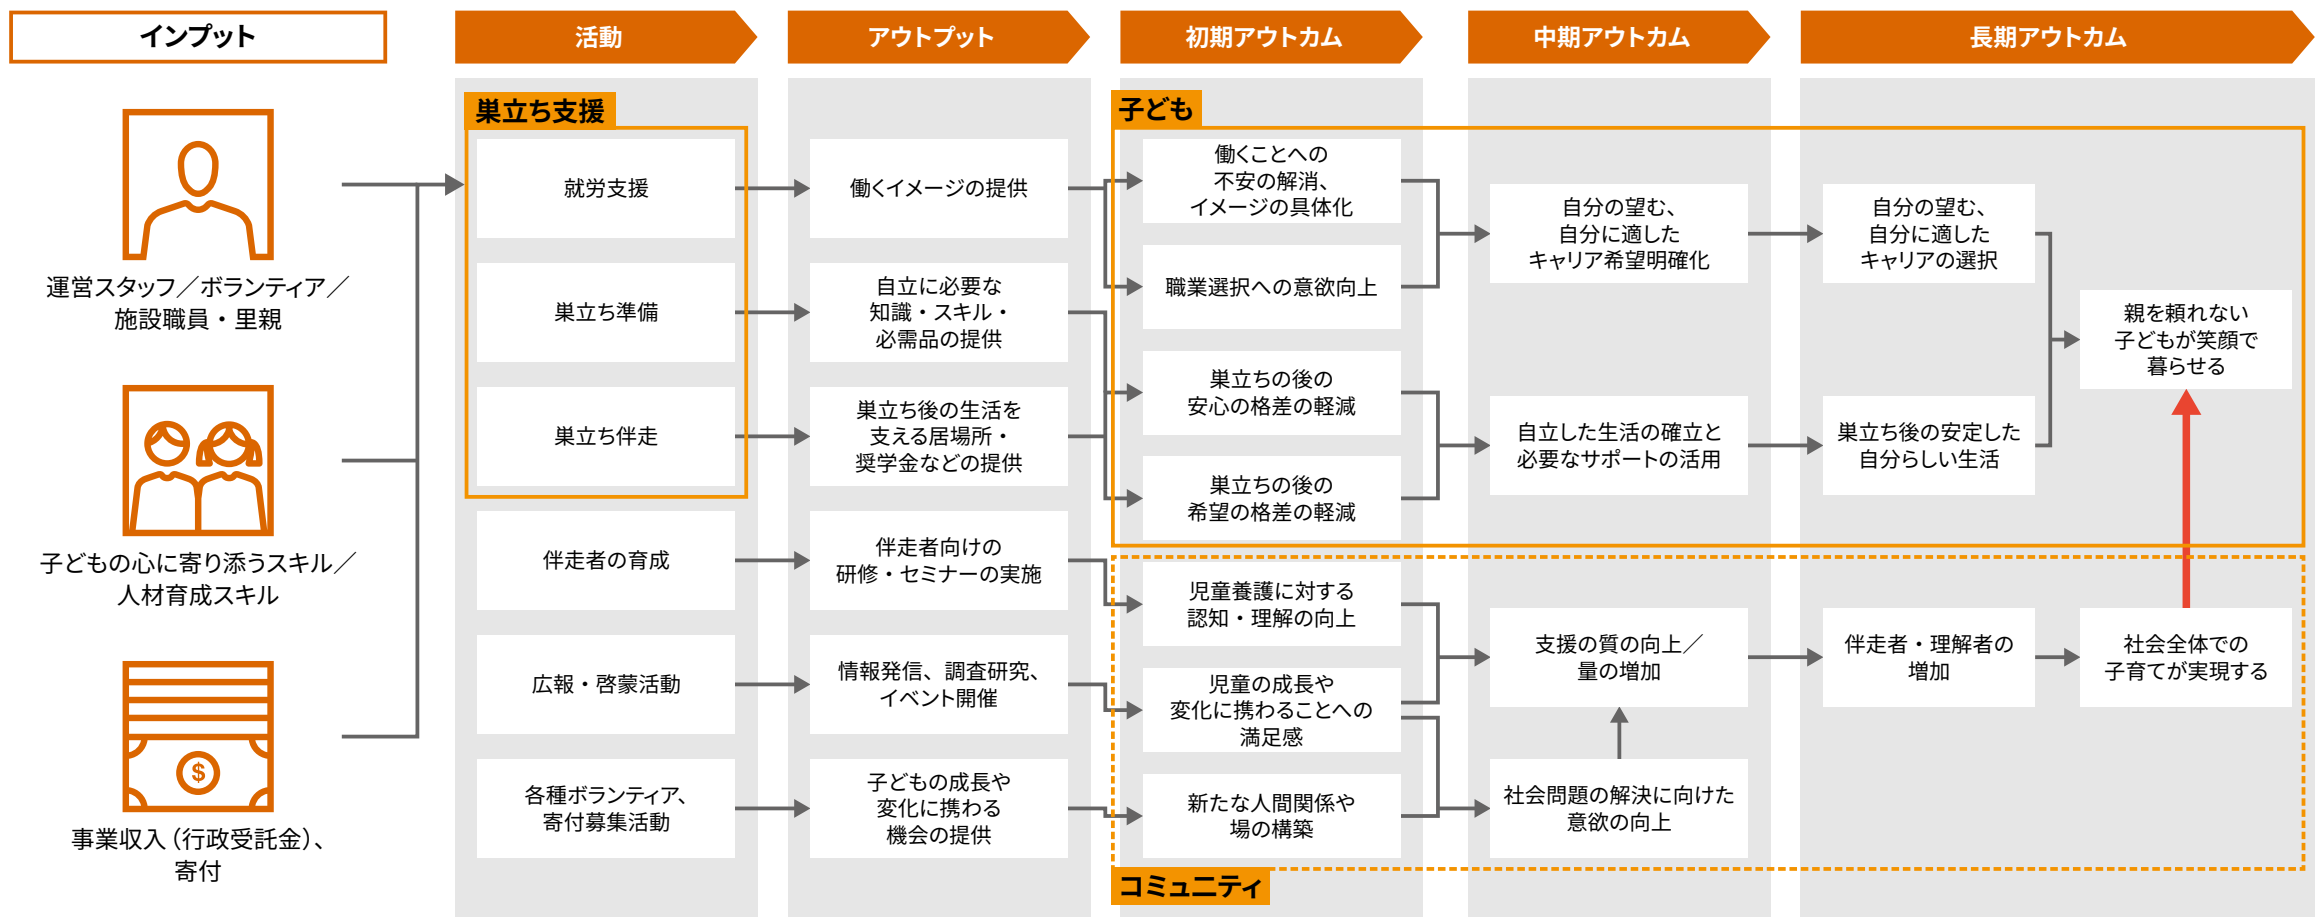 インプット
活動
アウトプット
初期アウトカム
中期アウトカム
長期アウトカム
運営スタッフ／ボランティア／
施設職員・里親
子どもの心に寄り添うスキル／
人材育成スキル
$
事業収入（行政受託金）、
寄付
巣立ち支援
就労支援
巣立ち準備
巣立ち伴走
伴走者の育成
広報・啓蒙活動
各種ボランティア、
寄付募集活動
働くイメージの提供
自立に必要な
知識・スキル・
必需品の提供
巣立ち後の生活を
支える居場所・
奨学金などの提供
伴走者向けの
研修・セミナーの実施
情報発信、調査研究、
イベント開催
子どもの成長や
変化に携わる
機会の提供
子ども
働くことへの
不安の解消、
イメージの具体化
職業選択への意欲向上
巣立ちの後の
安心の格差の軽減
巣立ちの後の
希望の格差の軽減
児童養護に対する
認知・理解の向上
児童の成長や
変化に携わることへの
満足感
新たな人間関係や
場の構築
コミュニティ
自分の望む、
自分に適した
キャリア希望明確化
自立した生活の確立と
必要なサポートの活用
支援の質の向上／
量の増加
社会問題の解決に向けた
意欲の向上
自分の望む、
自分に適した
キャリアの選択
巣立ち後の安定した
自分らしい生活
伴走者・理解者の
増加
親を頼れない
子どもが笑顔で
暮らせる
社会全体での
子育てが実現する